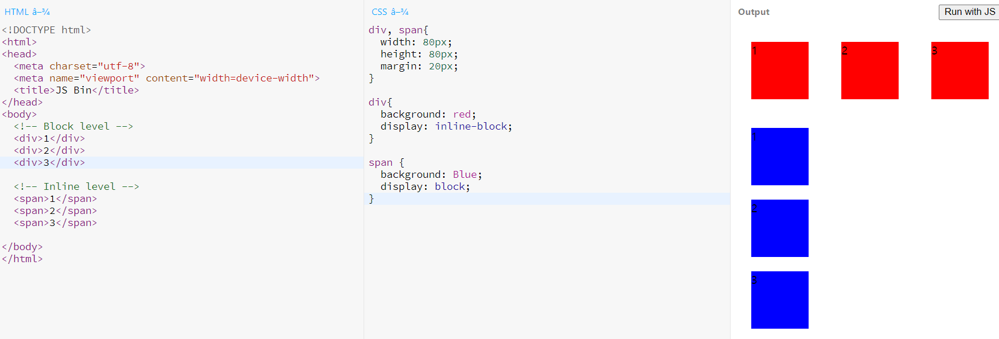 HTML â–¾
<!DOCTYPE html>
<html>
<head>
  <meta charset="utf-8">
  <meta name="viewport" content="width=device-width">
  <title>JS Bin</title>
</head>
<body>
  <!-- Block level -->
  <div>1</div>
  <div>2</div>
  <div>3</div>

  <!-- Inline level -->
  <span>1</span>
  <span>2</span>
  <span>3</span>

</body>
</html>
CSS â–¾
div, span{
  width: 80px;
  height: 80px;
  margin: 20px;
}

div{
  background: red;
  display: inline-block;
}

span {
  background: Blue;
  display: block;
}
Output
Run with JS
1 2 3
1
2
3